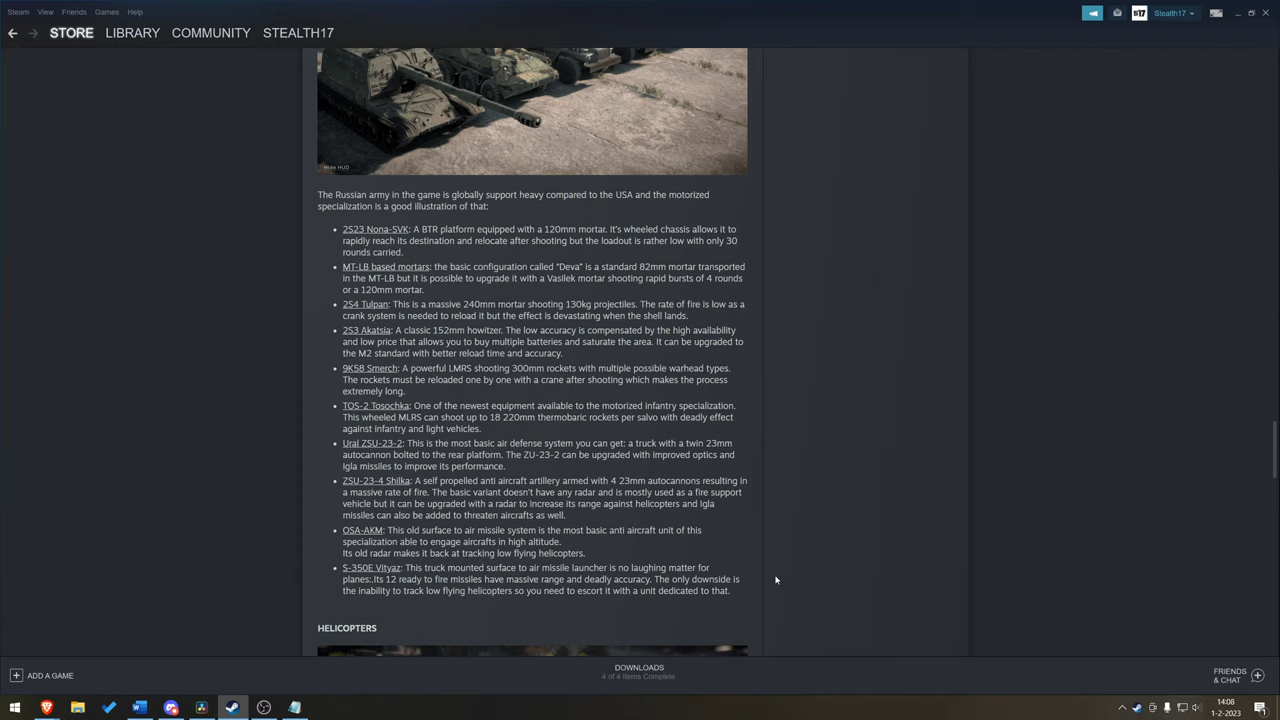 Steam View Friends Games Help
S17 Stealth17
STORE LIBRARY COMMUNITY STEALTH17
Hide HUD
The Russian army in the game is globally support heavy compared to the USA and the motorized
specialization is a good illustration of that:
2S23 Nona-SVK: A BTR platform equipped with a 120mm mortar. It's wheeled chassis allows it to
rapidly reach its destination and relocate after shooting but the loadout is rather low with only 30
rounds carried.
MT-LB based mortars: the basic configuration called "Deva" is a standard 82mm mortar transported
in the MT-LB but it is possible to upgrade it with a Vasilek mortar shooting rapid bursts of 4 rounds
or a 120mm mortar.
2S4 Tulpan: This is a massive 240mm mortar shooting 130kg projectiles. The rate of fire is low as a
crank system is needed to reload it but the effect is devastating when the shell lands.
2S3 Akatsia: A classic 152mm howitzer. The low accuracy is compensated by the high availability
and low price that allows you to buy multiple batteries and saturate the area. It can be upgraded to
the M2 standard with better reload time and accuracy.
9K58 Smerch: A powerful LMRS shooting 300mm rockets with multiple possible warhead types.
The rockets must be reloaded one by one with a crane after shooting which makes the process
extremely long.
TOS-2 Tosochka: One of the newest equipment available to the motorized infantry specialization.
This wheeled MLRS can shoot up to 18 220mm thermobaric rockets per salvo with deadly effect
against infantry and light vehicles.
Ural ZSU-23-2: This is the most basic air defense system you can get: a truck with a twin 23mm
autocannon bolted to the rear platform. The ZU-23-2 can be upgraded with improved optics and
Igla missiles to improve its performance.
ZSU-23-4 Shilka: A self propelled anti aircraft artillery armed with 4 23mm autocannons resulting in
a massive rate of fire. The basic variant doesn't have any radar and is mostly used as a fire support
vehicle but it can be upgraded with a radar to increase its range against helicopters and Igla
missiles can also be added to threaten aircrafts as well.
OSA-AKM: This old surface to air missile system is the most basic anti aircraft unit of this
specialization able to engage aircrafts in high altitude.
Its old radar makes it back at tracking low flying helicopters.
S-350E Vityaz: This truck mounted surface to air missile launcher is no laughing matter for
planes:.Its 12 ready to fire missiles have massive range and deadly accuracy. The only downside is
the inability to track low flying helicopters so you need to escort it with a unit dedicated to that.
HELICOPTERS
ADD A GAME
DOWNLOADS
4 of 4 Items Complete
FRIENDS
& CHAT
14:08
1-2-2023